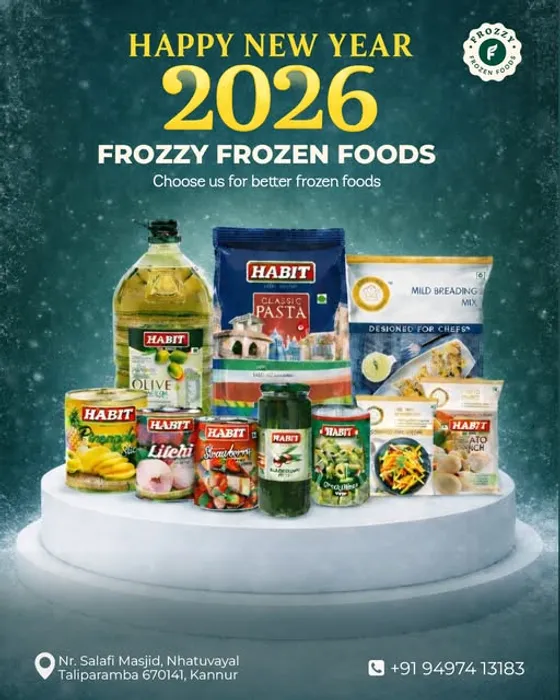 HAPPY NEW YEAR
2026
FROZZY FROZEN FOODS
Choose us for better frozen foods
FROZZY
F
FROZEN FOODS
HABIT
CLASSIC
PASTA
MILD BREADING
MIX
DESIGNED FOR CHEFS
HABIT
OLIVE
HABIT
Pineapple
HABIT
Litchi
HABIT
Strawberry
HABIT
HABIT
HABIT
Nr. Salafi Masjid, Nhatuvayal
Taliparamba 670141, Kannur
+91 94974 13183